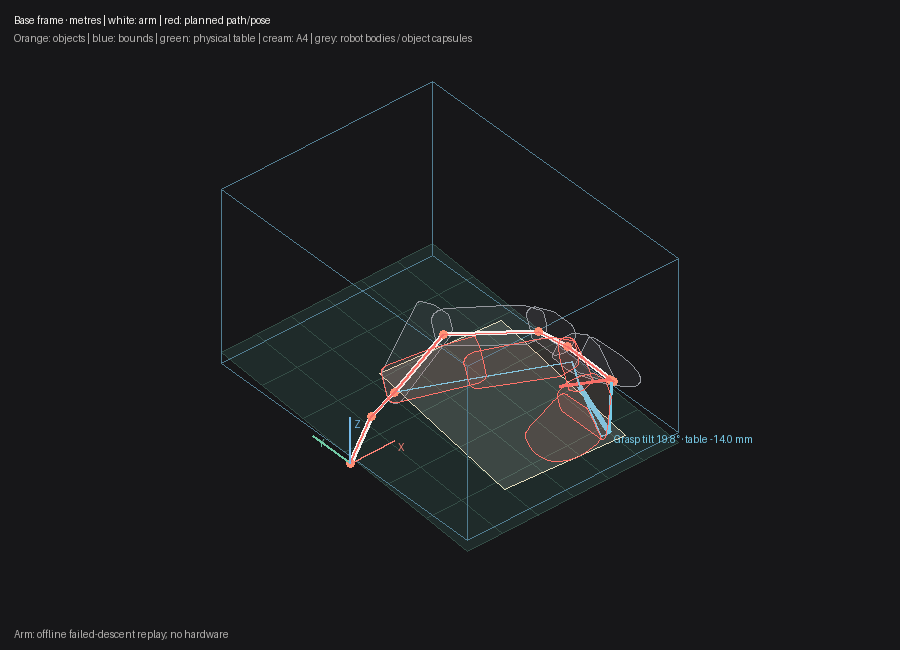 Base frame · metres | white: arm | red: planned path/pose
Orange: objects | blue: bounds | green: physical table | cream: A4 | grey: robot bodies / object capsules
Z
X
Y
Grasp tilt 19.8° · table -14.0 mm
Arm: offline failed-descent replay; no hardware